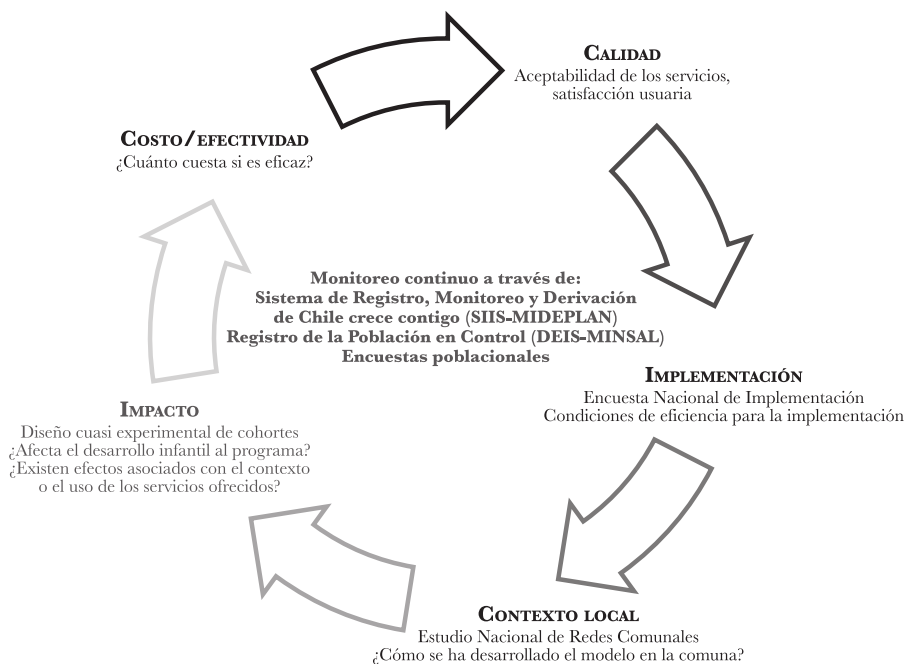 CALIDAD
Aceptabilidad de los servicios,
satisfacción usuaria
COSTO/EFECTIVIDAD
¿Cuánto cuesta si es eficaz?
Monitoreo continuo a través de:
Sistema de Registro, Monitoreo y Derivación
de Chile crece contigo (SIIS-MIDEPLAN)
Registro de la Población en Control (DEIS-MINSAL)
Encuestas poblacionales
IMPLEMENTACIÓN
Encuesta Nacional de Implementación
Condiciones de eficiencia para la implementación
IMPACTO
Diseño cuasi experimental de cohortes
¿Afecta el desarrollo infantil al programa?
¿Existen efectos asociados con el contexto
o el uso de los servicios ofrecidos?
CONTEXTO LOCAL
Estudio Nacional de Redes Comunales
¿Cómo se ha desarrollado el modelo en la comuna?